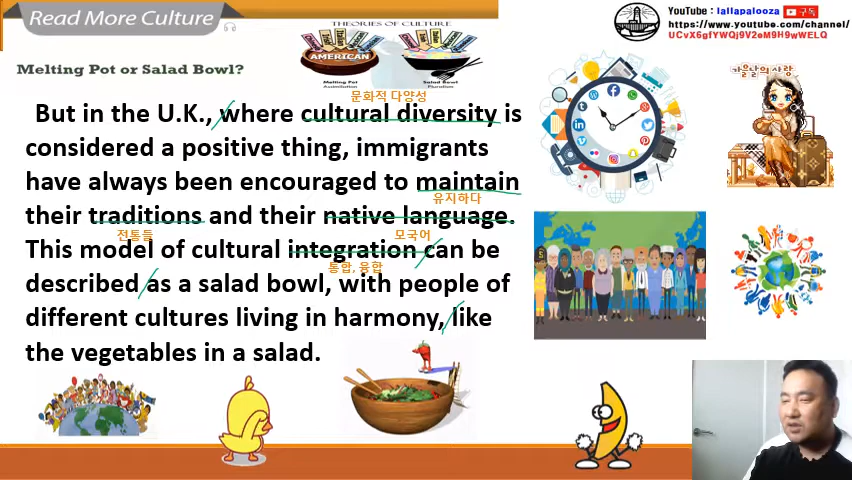 Read More Culture
THEORIES OF CULTURE
YouTube : lallapalooza 구독
https://www.youtube.com/channel/
UCvX6gfYWQj9V2eM9H9wWELQ
AMERICAN
Melting Pot
Assimilation
Salad Bowl
Pluralism
Melting Pot or Salad Bowl?
가을날의 사랑
문화적 다양성
But in the U.K., where cultural diversity is
considered a positive thing, immigrants
have always been encouraged to maintain
유지하다
their traditions and their native language.
전통들 모국어
This model of cultural integration can be
통합, 융합
described as a salad bowl, with people of
different cultures living in harmony, like
the vegetables in a salad.